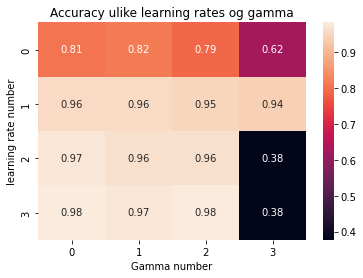 Accuracy ulike learning rates og gamma
learning rate number
0
0.81 0.82 0.79 0.62
1
0.96 0.96 0.95 0.94
2
0.97 0.96 0.96 0.38
3
0.98 0.97 0.98 0.38
0 1 2 3
Gamma number
0.9
0.8
0.7
0.6
0.5
0.4